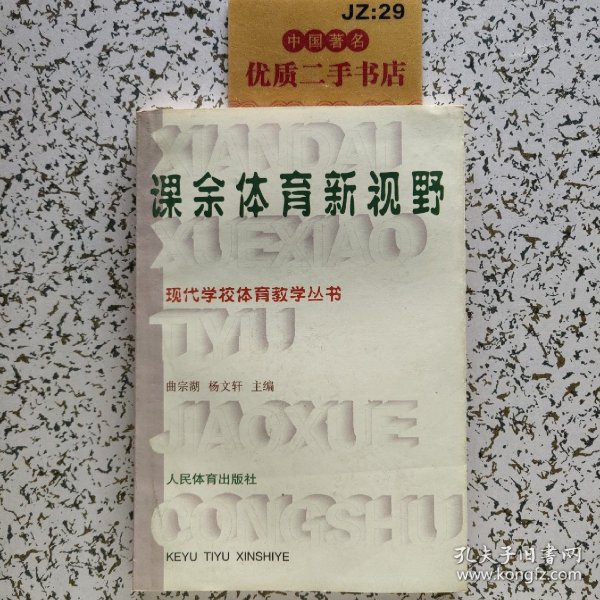 JZ:29
中国著名
优质二手书店
XIANDAI
课余体育新视野
XUEXIAO
现代学校体育教学丛书
TIYU
曲宗湖 杨文轩 主编
JIAOXUE
人民体育出版社
CONGSHU
KEYU TIYU XINSHIYE
孔夫子旧书网
www.kongfz.com